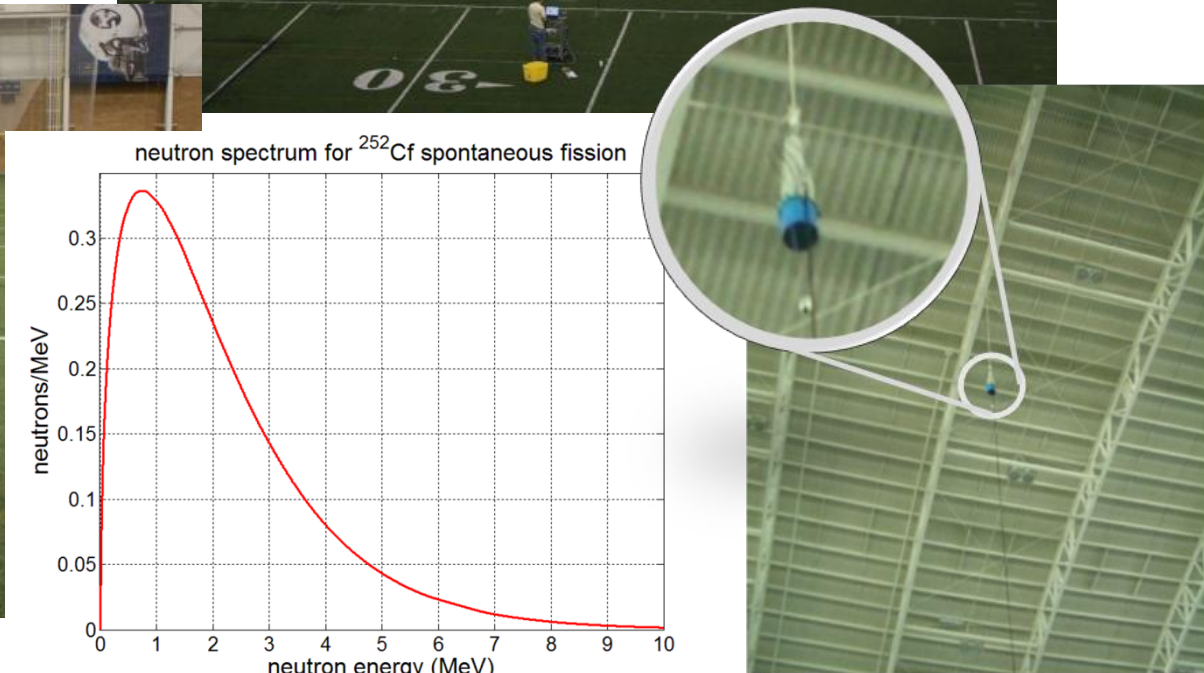 Y
30
neutron spectrum for ²⁵²Cf spontaneous fission
neutrons/MeV
0.3
0.25
0.2
0.15
0.1
0.05
0
0 1 2 3 4 5 6 7 8 9 10
neutron energy (MeV)